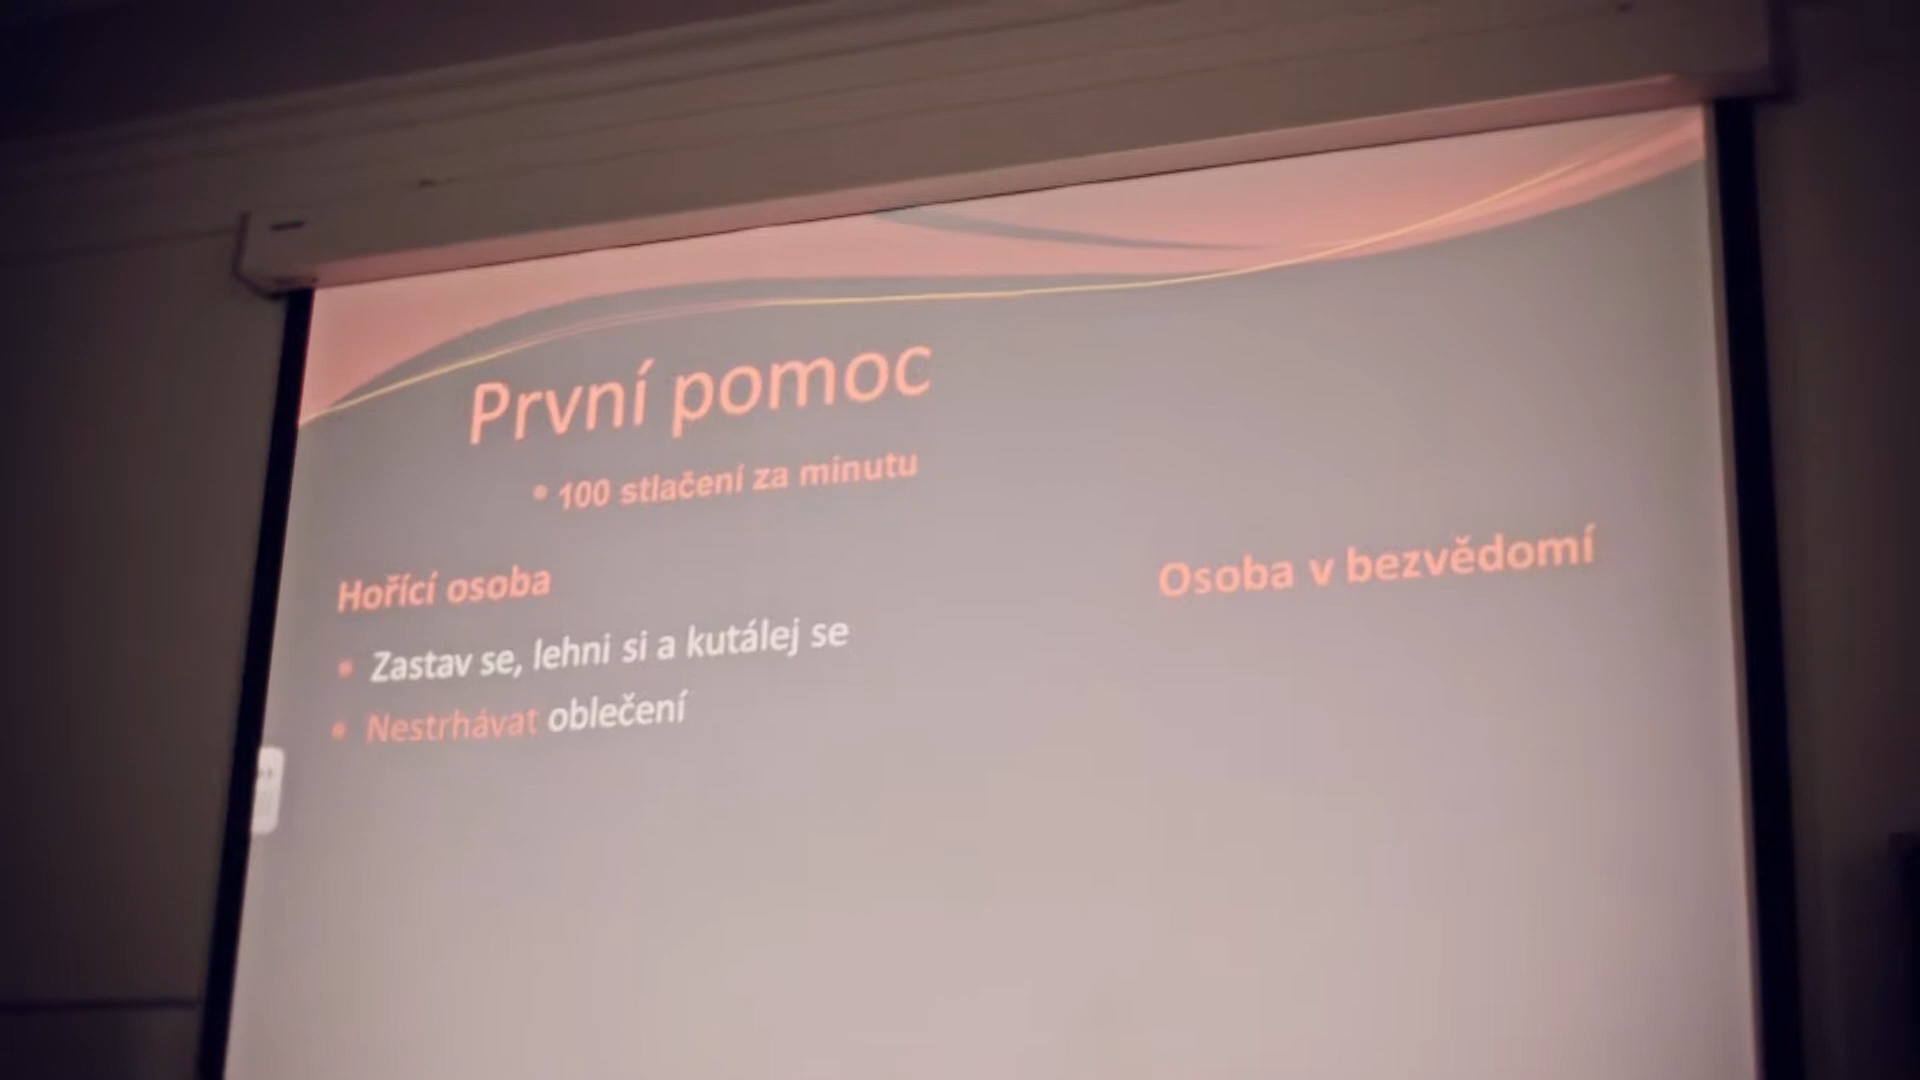 První pomoc
• 100 stlačení za minutu
Hořící osoba
• Zastav se, lehni si a kutálej se
• Nestrhávat oblečení
Osoba v bezvědomí